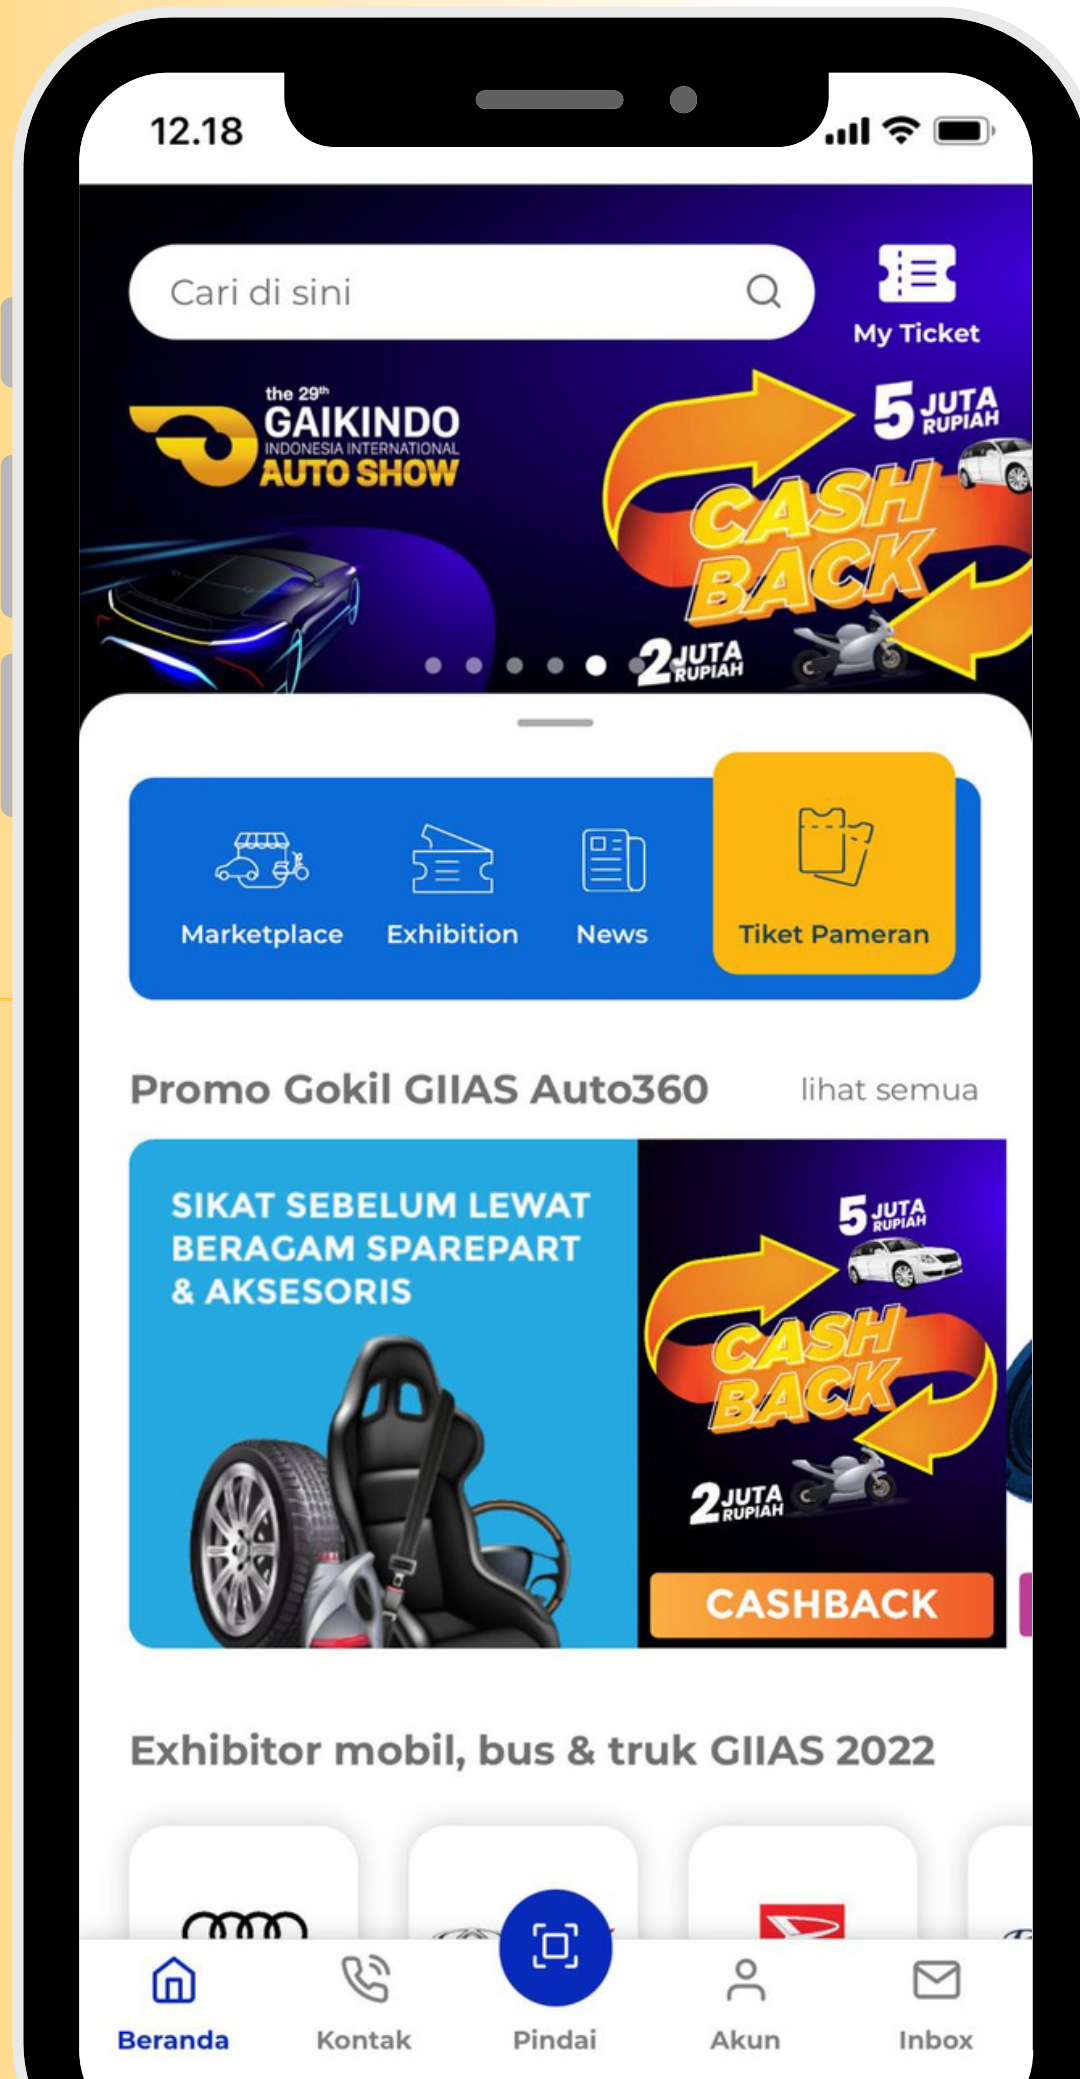 12.18
Cari di sini
My Ticket
the 29th
GAIKINDO
INDONESIA INTERNATIONAL
AUTO SHOW
5 JUTA
RUPIAH
CASH
BACK
2 JUTA
RUPIAH
Marketplace
Exhibition
News
Tiket Pameran
Promo Gokil GIIAS Auto360
lihat semua
SIKAT SEBELUM LEWAT
BERAGAM SPAREPART
& AKSESORIS
5 JUTA
RUPIAH
CASH
BACK
2 JUTA
RUPIAH
CASHBACK
Exhibitor mobil, bus & truk GIIAS 2022
Beranda
Kontak
Pindai
Akun
Inbox